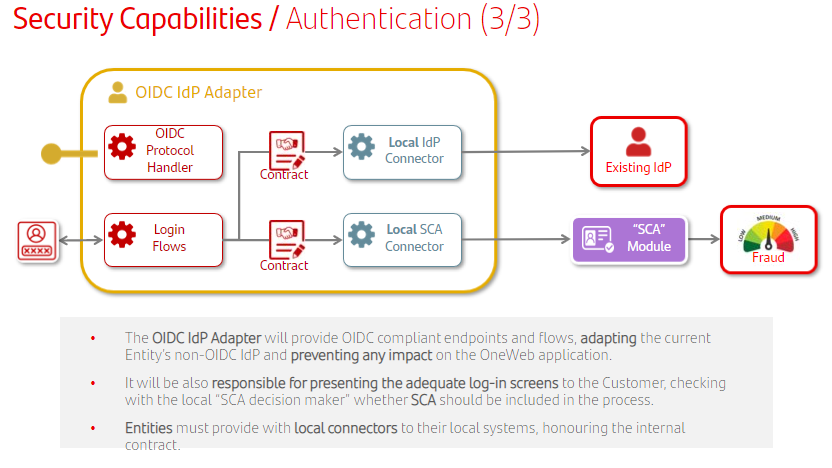 Security Capabilities / Authentication (3/3)
OIDC IdP Adapter
OIDC
Protocol
Handler
Contract
Local IdP
Connector
Existing IdP
XXXX
Login
Flows
Contract
Local SCA
Connector
"SCA"
Module
LOW
MEDIUM
HIGH
Fraud
• The OIDC IdP Adapter will provide OIDC compliant endpoints and flows, adapting the current
Entity's non-OIDC IdP and preventing any impact on the OneWeb application.
• It will be also responsible for presenting the adequate log-in screens to the Customer, checking
with the local "SCA decision maker" whether SCA should be included in the process.
• Entities must provide with local connectors to their local systems, honouring the internal
contract.